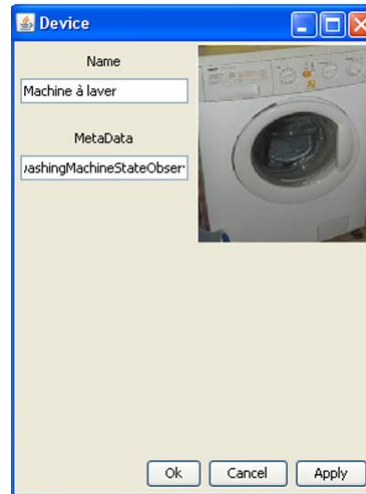 Device
Name
Machine à laver
MetaData
ashingMachineStateObser
Ok
Cancel
Apply